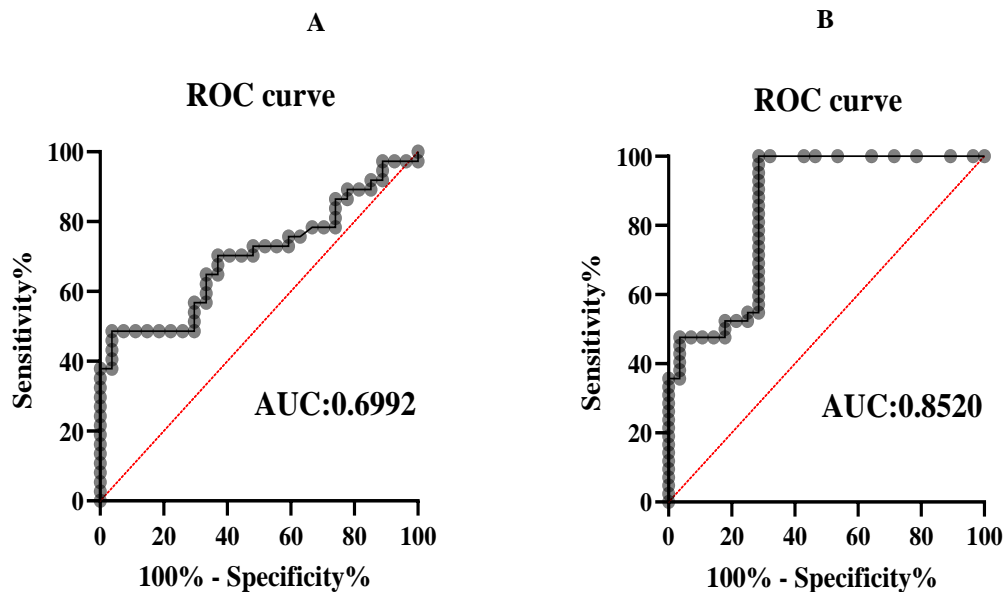 A
ROC curve
Sensitivity%
100
80
60
40
20
0
0 20 40 60 80 100
100% - Specificity%
AUC:0.6992
B
ROC curve
Sensitivity%
100
80
60
40
20
0
0 20 40 60 80 100
100% - Specificity%
AUC:0.8520